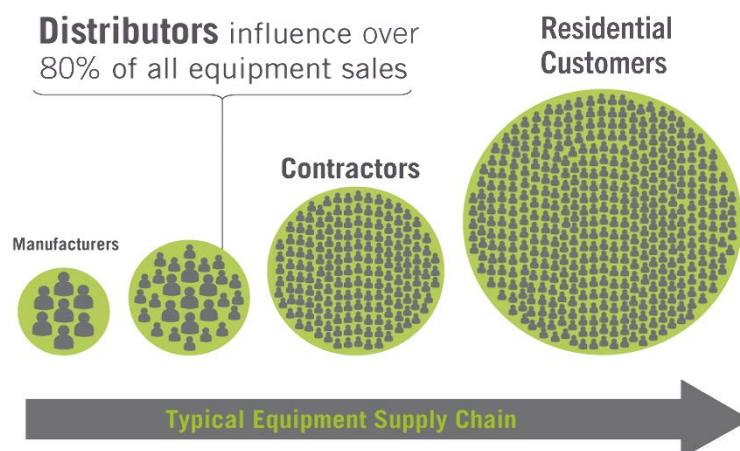 Distributors influence over
80% of all equipment sales
Residential
Customers
Contractors
Manufacturers
Typical Equipment Supply Chain